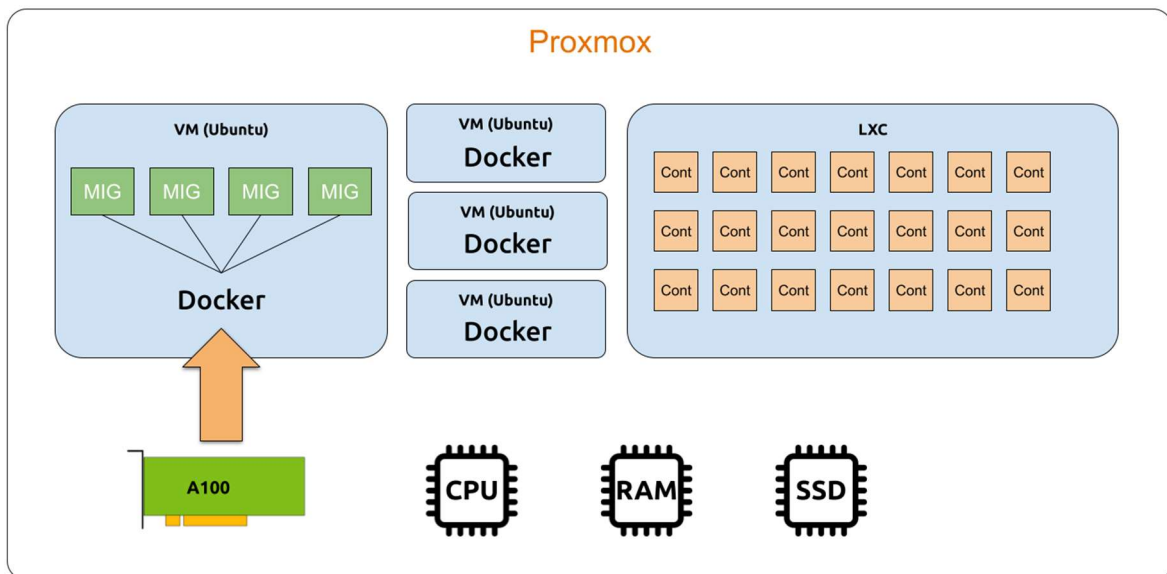 Proxmox
VM (Ubuntu)
MIG MIG MIG MIG
Docker
VM (Ubuntu)
Docker
VM (Ubuntu)
Docker
VM (Ubuntu)
Docker
LXC
Cont Cont Cont Cont Cont Cont Cont
Cont Cont Cont Cont Cont Cont Cont
Cont Cont Cont Cont Cont Cont Cont
A100
CPU
RAM
SSD